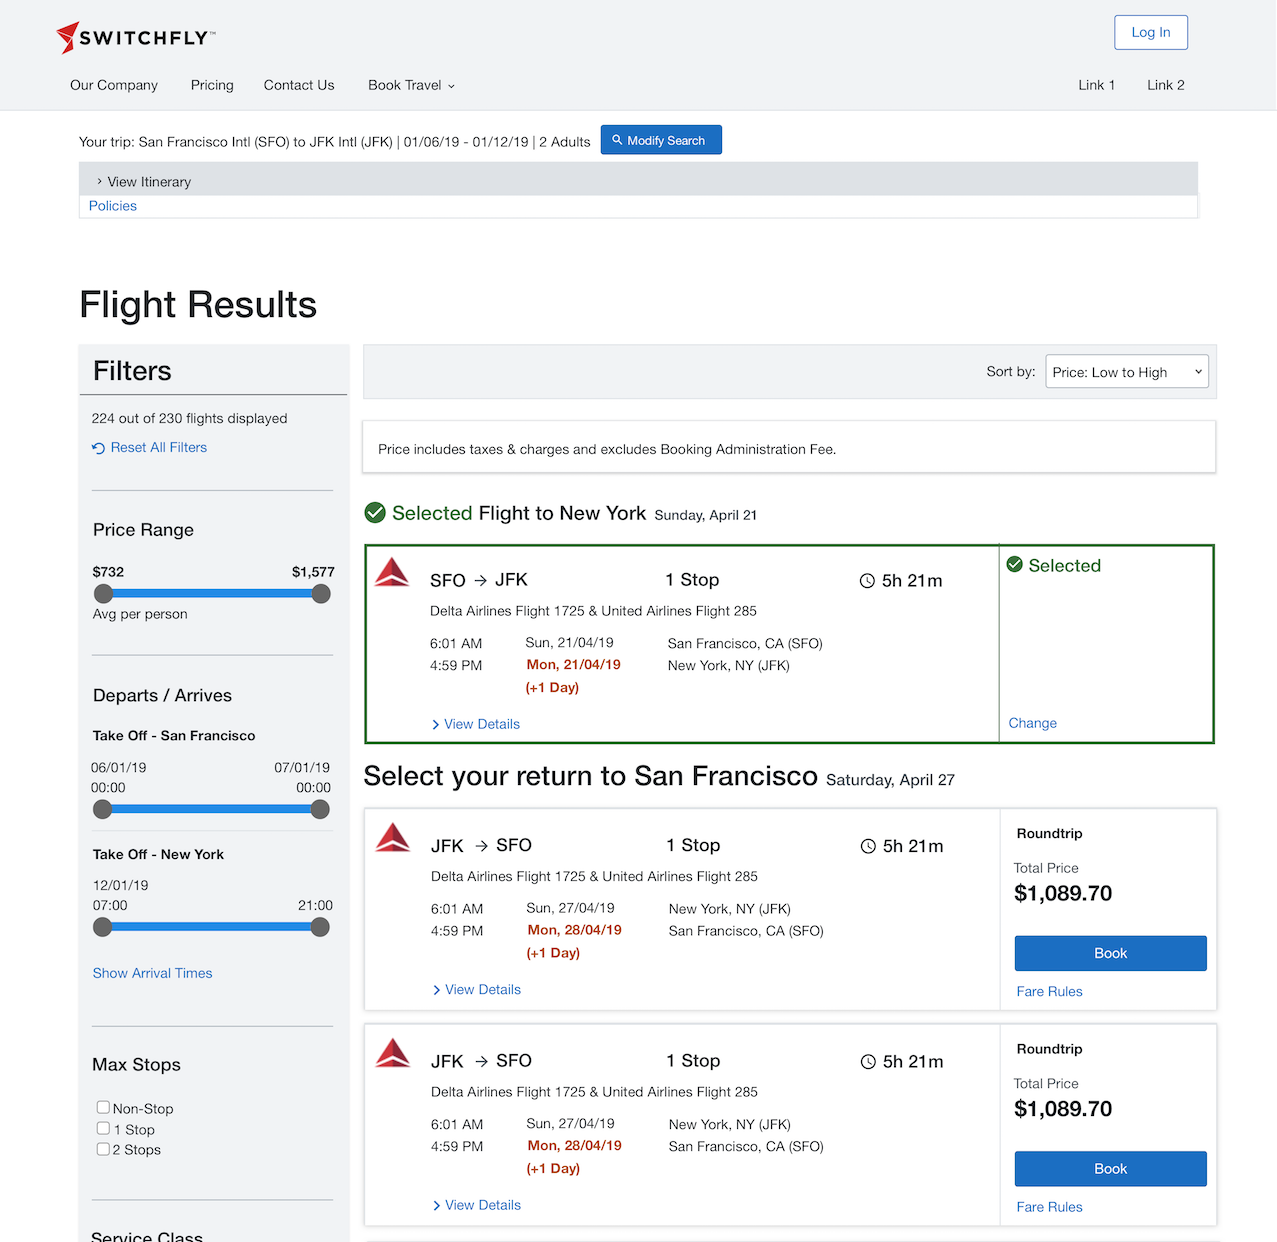 SWITCHFLY™
Log In
Our Company Pricing Contact Us Book Travel Link 1 Link 2
Your trip: San Francisco Intl (SFO) to JFK Intl (JFK) | 01/06/19 - 01/12/19 | 2 Adults Modify Search
View Itinerary
Policies
Flight Results
Filters
224 out of 230 flights displayed
Reset All Filters
Price Range
$732 $1,577
Avg per person
Departs / Arrives
Take Off - San Francisco
06/01/19 07/01/19
00:00 00:00
Take Off - New York
12/01/19
07:00 21:00
Show Arrival Times
Max Stops
Non-Stop
1 Stop
2 Stops
Service Class
Sort by: Price: Low to High
Price includes taxes & charges and excludes Booking Administration Fee.
Selected Flight to New York Sunday, April 21
SFO → JFK 1 Stop 5h 21m
Delta Airlines Flight 1725 & United Airlines Flight 285
6:01 AM Sun, 21/04/19 San Francisco, CA (SFO)
4:59 PM Mon, 21/04/19 New York, NY (JFK)
(+1 Day)
View Details
Selected
Change
Select your return to San Francisco Saturday, April 27
JFK → SFO 1 Stop 5h 21m
Delta Airlines Flight 1725 & United Airlines Flight 285
6:01 AM Sun, 27/04/19 New York, NY (JFK)
4:59 PM Mon, 28/04/19 San Francisco, CA (SFO)
(+1 Day)
View Details
Roundtrip
Total Price
$1,089.70
Book
Fare Rules
JFK → SFO 1 Stop 5h 21m
Delta Airlines Flight 1725 & United Airlines Flight 285
6:01 AM Sun, 27/04/19 New York, NY (JFK)
4:59 PM Mon, 28/04/19 San Francisco, CA (SFO)
(+1 Day)
View Details
Roundtrip
Total Price
$1,089.70
Book
Fare Rules